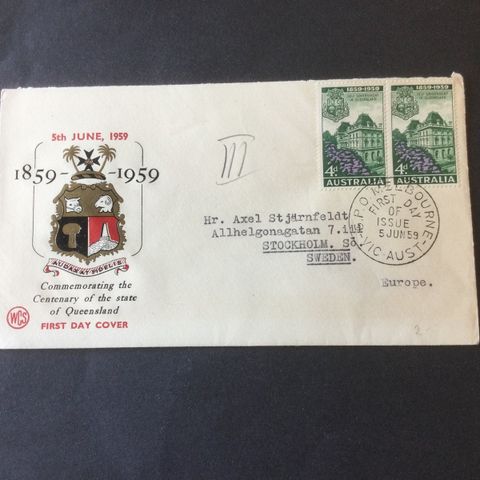 5th JUNE, 1959
1859 - - 1959
AUDAX AT FIDELIS
Commemorating the
Centenary of the state
of Queensland
WCS
FIRST DAY COVER
III
1859-1959
4d
AUSTRALIA
1859-1959
4d
AUSTRALIA
G.P.O MELBOURNE
FIRST DAY
OF
ISSUE
5 JUN 59
VIC-AUST-
Hr. Axel Stjärnfeldt
Allhelgonagatan 7.
STOCKHOLM. Sö.
SWEDEN.
Europe.
2-